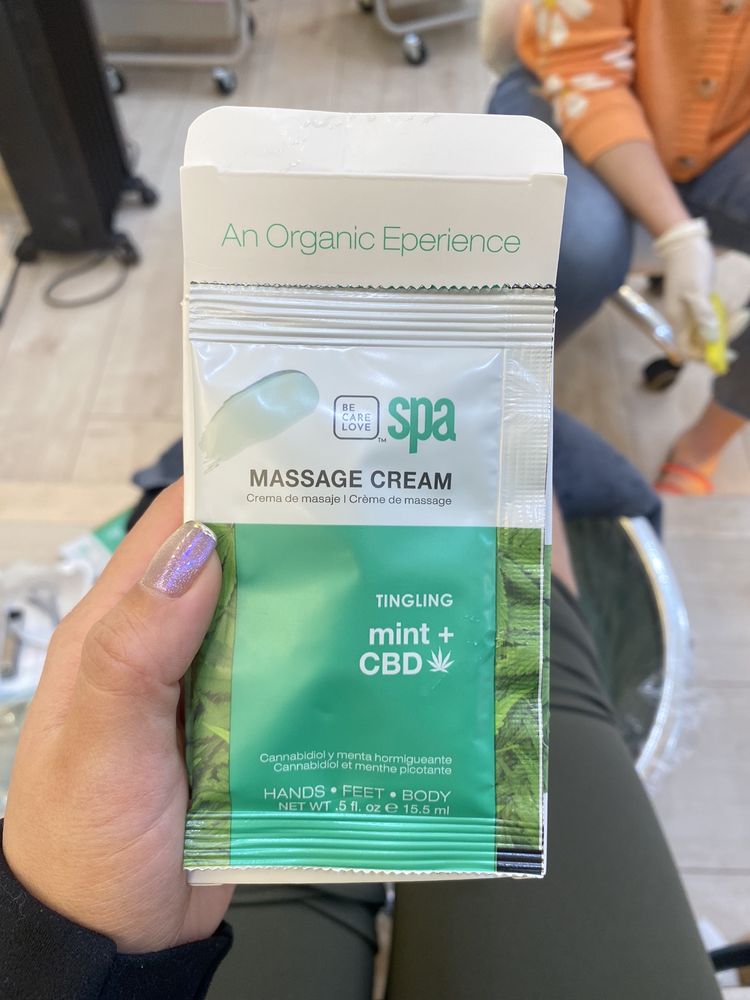 An Organic Eperience
BE
CARE
LOVE
TM
spa
MASSAGE CREAM
Crema de masaje | Crème de massage
TINGLING
mint +
CBD
Cannabidiol y menta hormigueante
Cannabidiol et menthe picotante
HANDS • FEET • BODY
NET WT .5 fl. oz ℮ 15.5 ml